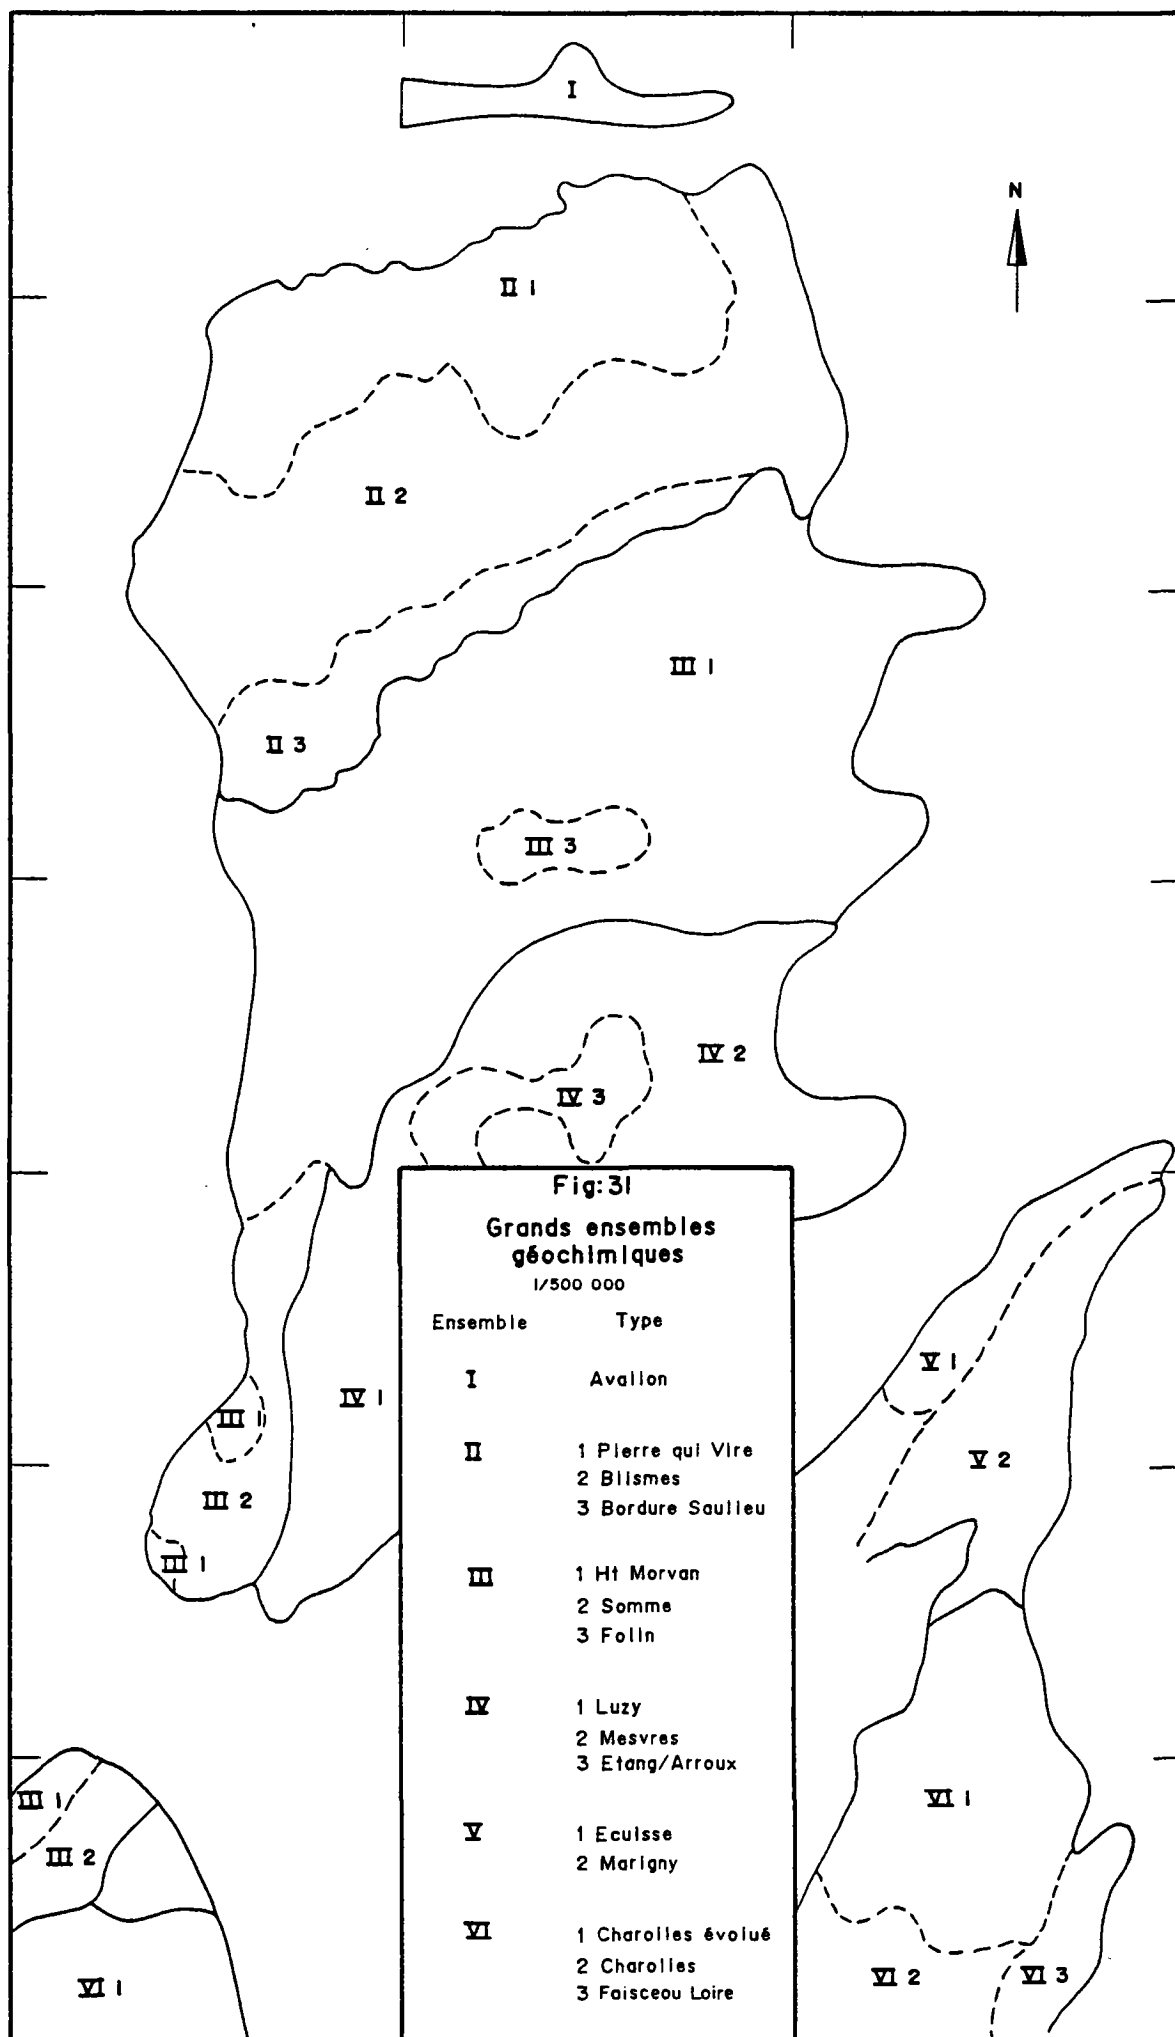 I
N
II 1
II 2
III 1
II 3
III 3
IV 2
IV 3
Fig:31
Grands ensembles
géochimiques
1/500 000
Ensemble Type
I Avallon
II 1 Pierre qui Vire
2 Blismes
3 Bordure Saulieu
III 1 Ht Morvan
2 Somme
3 Folin
IV 1 Luzy
2 Mesvres
3 Etang/Arroux
V 1 Ecuisse
2 Marigny
VI 1 Charolles évolué
2 Charolles
3 Faisceou Loire
V 1
IV 1
III 1
V 2
III 2
III 1
VI 1
III 1
III 2
VI 2
VI 3
VI 1